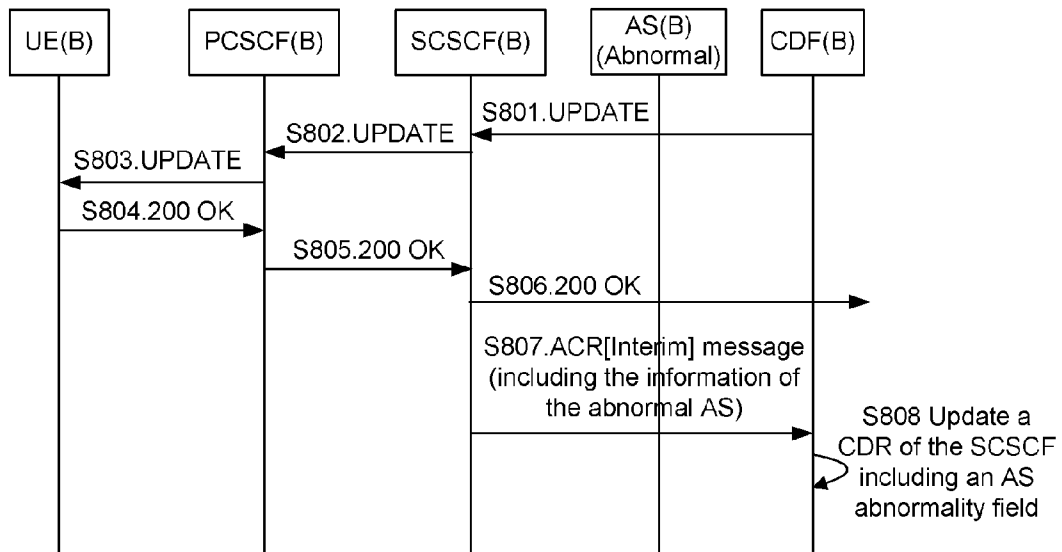 UE(B)
PCSCF(B)
SCSCF(B)
AS(B)
(Abnormal)
CDF(B)
S801.UPDATE
S802.UPDATE
S803.UPDATE
S804.200 OK
S805.200 OK
S806.200 OK
S807.ACR[Interim] message
(including the information of
the abnormal AS)
S808 Update a
CDR of the SCSCF
including an AS
abnormality field